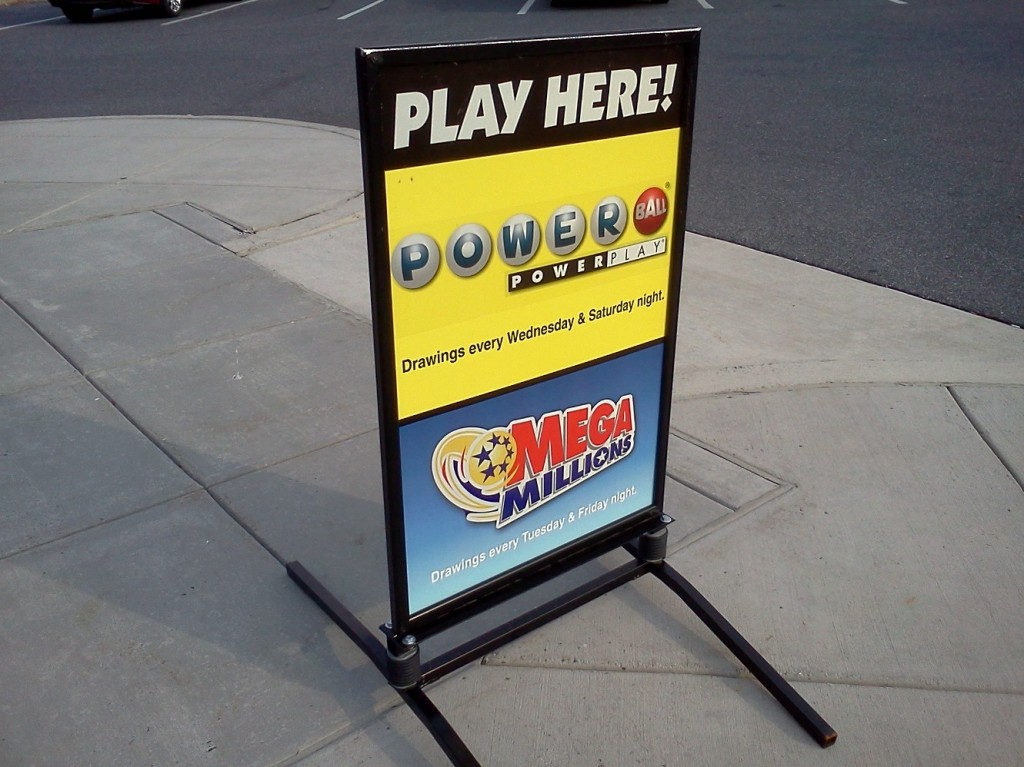 PLAY HERE!
POWERBALL®
POWERPLAY®
Drawings every Wednesday & Saturday night.
MEGA
MILLIONS
Drawings every Tuesday & Friday night.